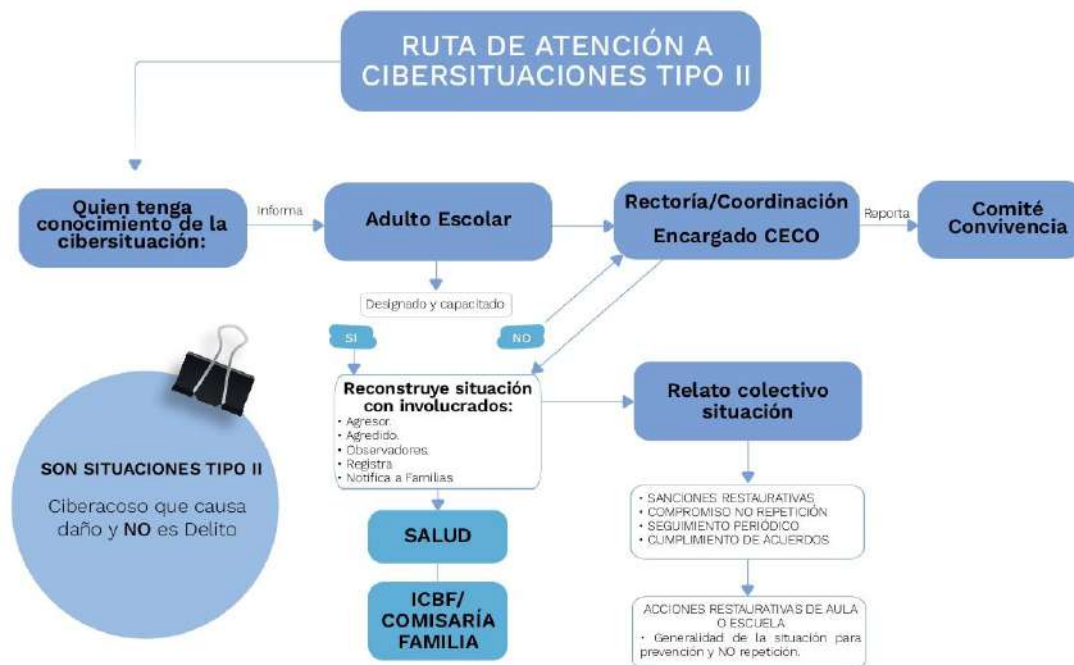 RUTA DE ATENCIÓN A
CIBERSITUACIONES TIPO II
Quien tenga
conocimiento de la
cibersituación:
Informa
Adulto Escolar
Rectoría/Coordinación
Encargado CECO
Reporta
Comité
Convivencia
Designado y capacitado
SI
NO
Reconstruye situación
con involucrados:
• Agresor.
• Agredido.
• Observadores.
• Registra
• Notifica a Familias
Relato colectivo
situación
SON SITUACIONES TIPO II
Ciberacoso que causa
daño y NO es Delito
SALUD
ICBF/
COMISARÍA
FAMILIA
• SANCIONES RESTAURATIVAS
• COMPROMISO NO REPETICIÓN
• SEGUIMIENTO PERIÓDICO
• CUMPLIMIENTO DE ACUERDOS
ACCIONES RESTAURATIVAS DE AULA
O ESCUELA
• Generalidad de la situación para
prevención y NO repetición.